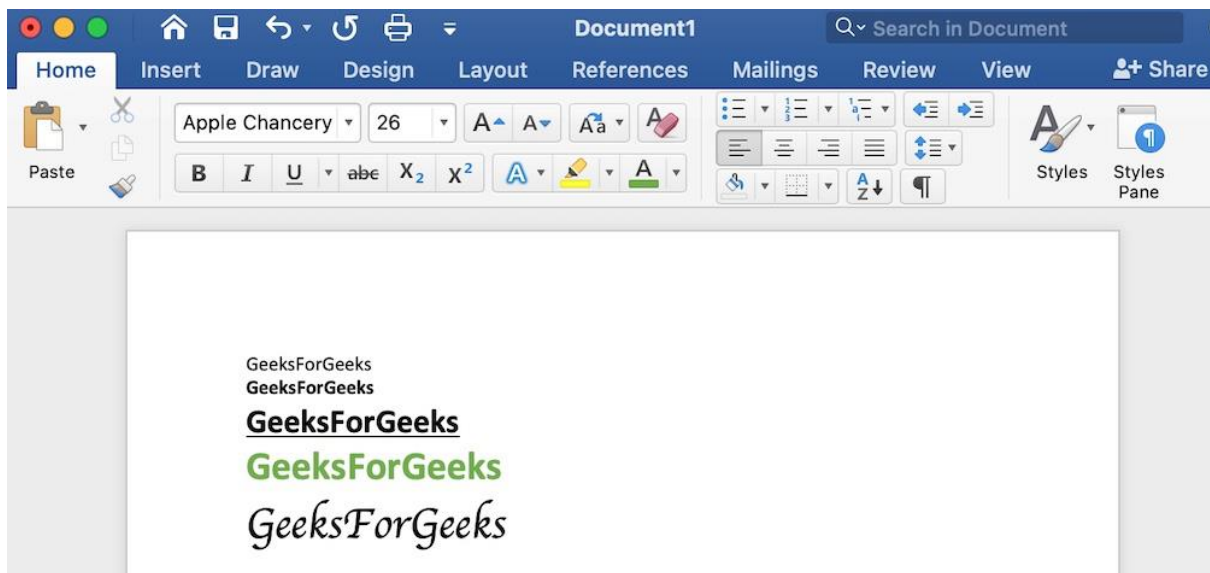 Document1 Search in Document
Home Insert Draw Design Layout References Mailings Review View Share
Apple Chancery 26 A A Aa A
Paste B I U abc X2 X2 A A Styles Styles Pane
GeeksForGeeks
GeeksForGeeks
GeeksForGeeks
GeeksForGeeks
GeeksForGeeks